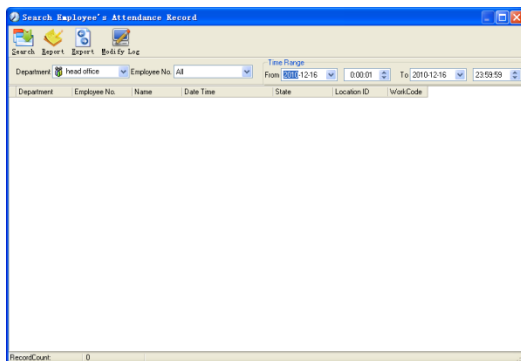 Search Employee's Attendance Record
Search Report Export Modify Log
Time Range
Department head office Employee No. All From 2010-12-16 0:00:01 To 2010-12-16 23:59:59
Department Employee No. Name Date Time State Location ID WorkCode
RecordCount: 0